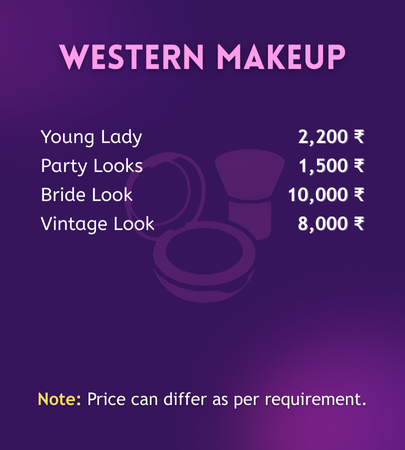 WESTERN MAKEUP
Young Lady 2,200 ₹
Party Looks 1,500 ₹
Bride Look 10,000 ₹
Vintage Look 8,000 ₹
Note: Price can differ as per requirement.